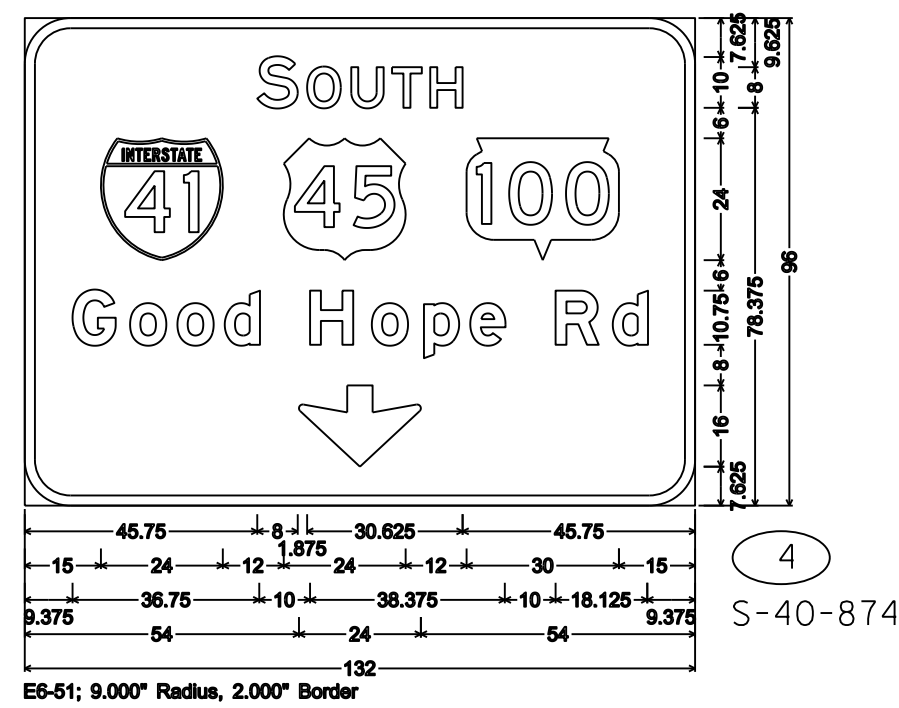 SOUTH
INTERSTATE
41 45 100
Good Hope Rd
7.625 9.625
10 8
6
24
96
6
10.75 78.375
8
16
7.625
45.75 8 1.875 30.625 45.75
15 24 12 24 12 30 15
9.375 36.75 10 38.375 10 18.125 9.375
54 24 54
132
E6-51; 9.000" Radius, 2.000" Border
4
S-40-874